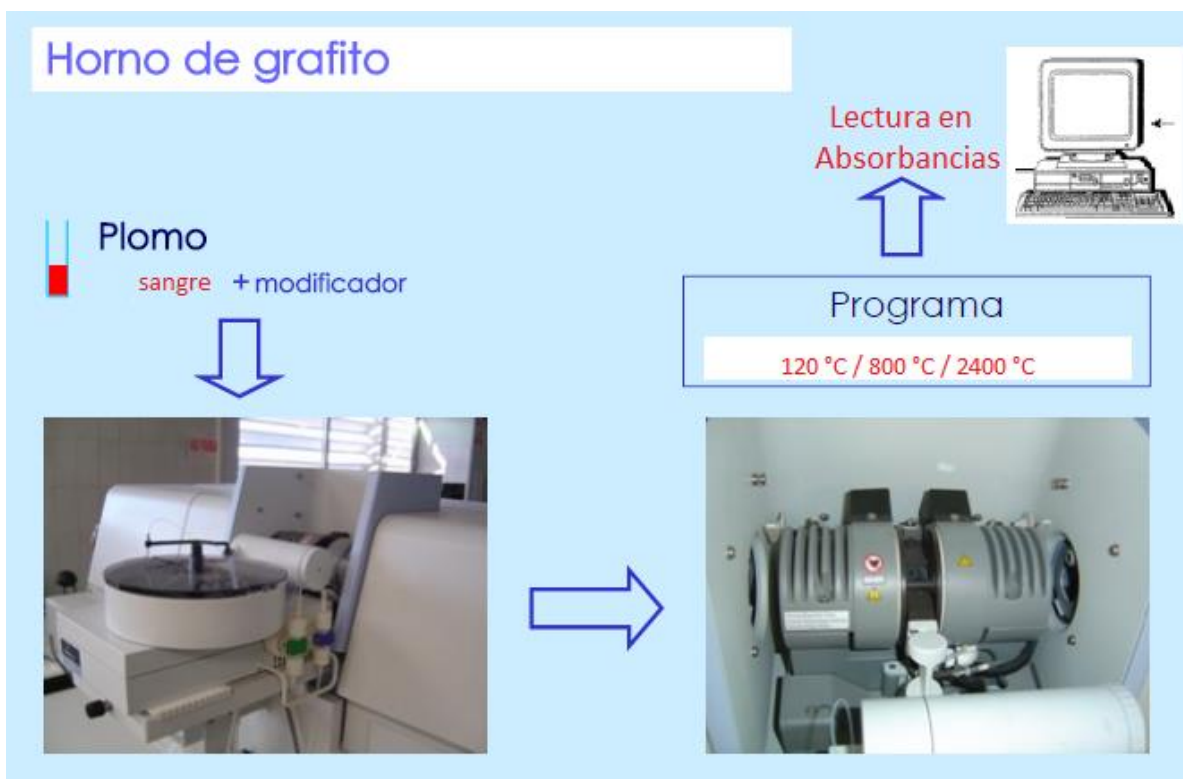 Horno de grafito
Lectura en
Absorbancias
Plomo
sangre + modificador
Programa
120 °C / 800 °C / 2400 °C